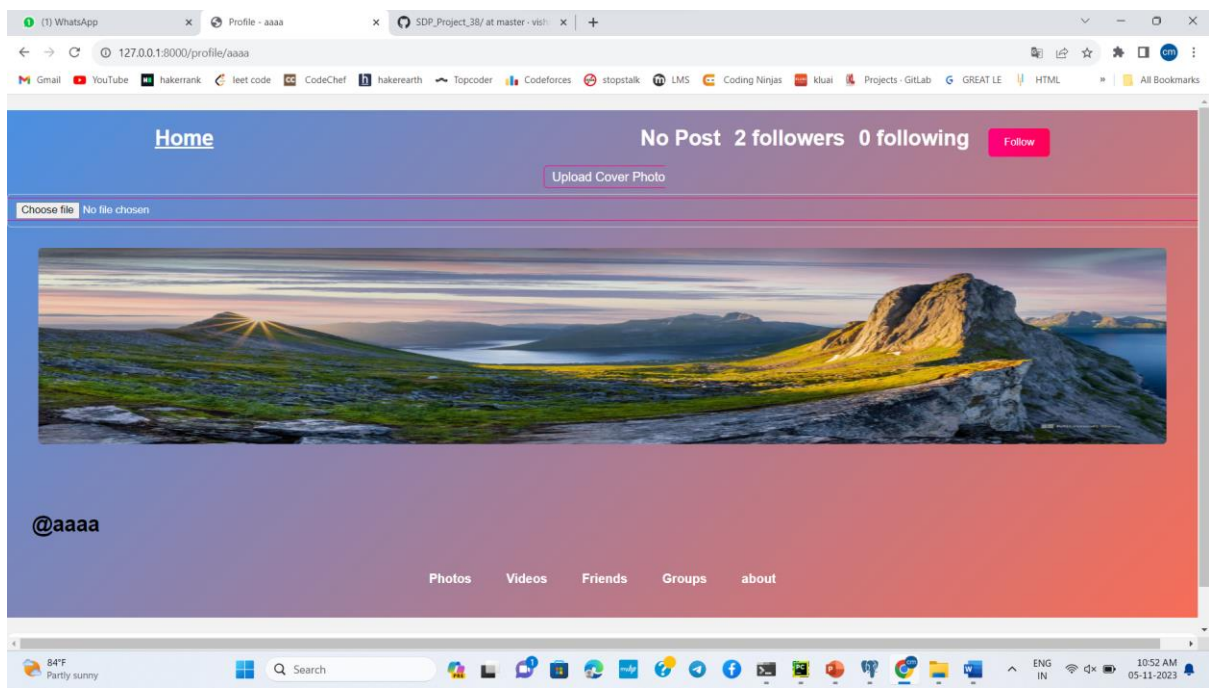 (1) WhatsApp
Profile - aaaa
SDP_Project_38/ at master · vish
127.0.0.1:8000/profile/aaaa
Gmail YouTube hakerrank leet code CodeChef hakerearth Topcoder Codeforces stopstalk LMS Coding Ninjas kluai Projects · GitLab GREAT LE HTML » All Bookmarks
Home No Post 2 followers 0 following Follow
Upload Cover Photo
Choose file No file chosen
@aaaa
Photos Videos Friends Groups about
84°F
Partly sunny
Search
ENG
IN
10:52 AM
05-11-2023